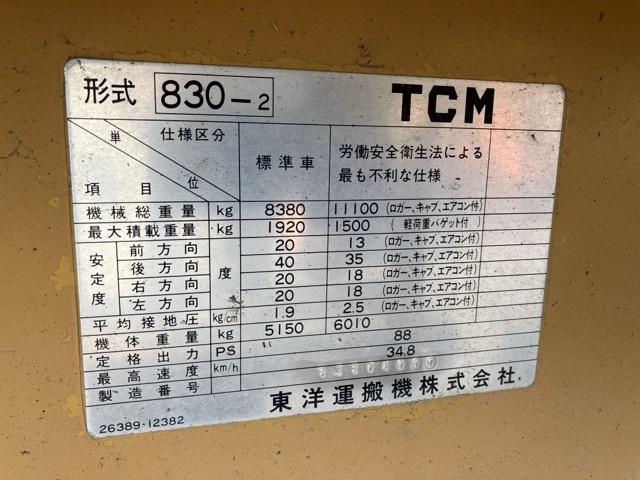 形式 830-2 TCM
単位 仕様区分 標準車 労働安全衛生法による
項目 最も不利な仕様
機械総重量 kg 8380 11100 (ロガー、キャブ、エアコン付)
最大積載重量 kg 1920 1500 (軽荷重バゲット付)
安定度 前方向 度 20 13 (ロガー、キャブ、エアコン付)
後方向 40 35 (ロガー、キャブ、エアコン付)
右方向 20 18 (ロガー、キャブ、エアコン付)
左方向 20 18 (ロガー、キャブ、エアコン付)
平均接地圧 kg/cm 1.9 2.5 (ロガー、キャブ、エアコン付)
機体重量 kg 5150 6010
定格出力 PS 88
最高速度 km/h 34.8
製造番号
東洋運搬機株式会社
26389-12382